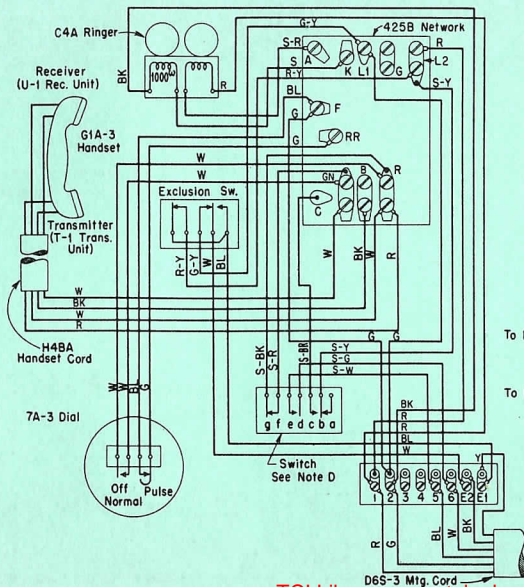 C4A Ringer
425B Network
G-Y
S-R
S
R-Y
BL
G
G
A
K
L1
G
R
L2
S-Y
F
RR
BK
1000ω
R
Receiver
(U-1 Rec. Unit)
G1A-3
Handset
Transmitter
(T-1 Trans.
Unit)
W
W
Exclusion Sw.
GN
B
R
C
R-Y
G-Y
W
BL
W
BK
W
R
W
BK
W
R
H4BA
Handset Cord
G
G
S-Y
S-G
S-W
S-BK
S-R
S-BR
To
To
W
W
BL
G
7A-3 Dial
Off
Normal
Pulse
g f e d c b a
Switch
See Note D
BK
R
R
BL
W
Y
1 2 3 4 5 6 E2 E1
R
G
BL
W
BK
D6S-3 Mtg. Cord